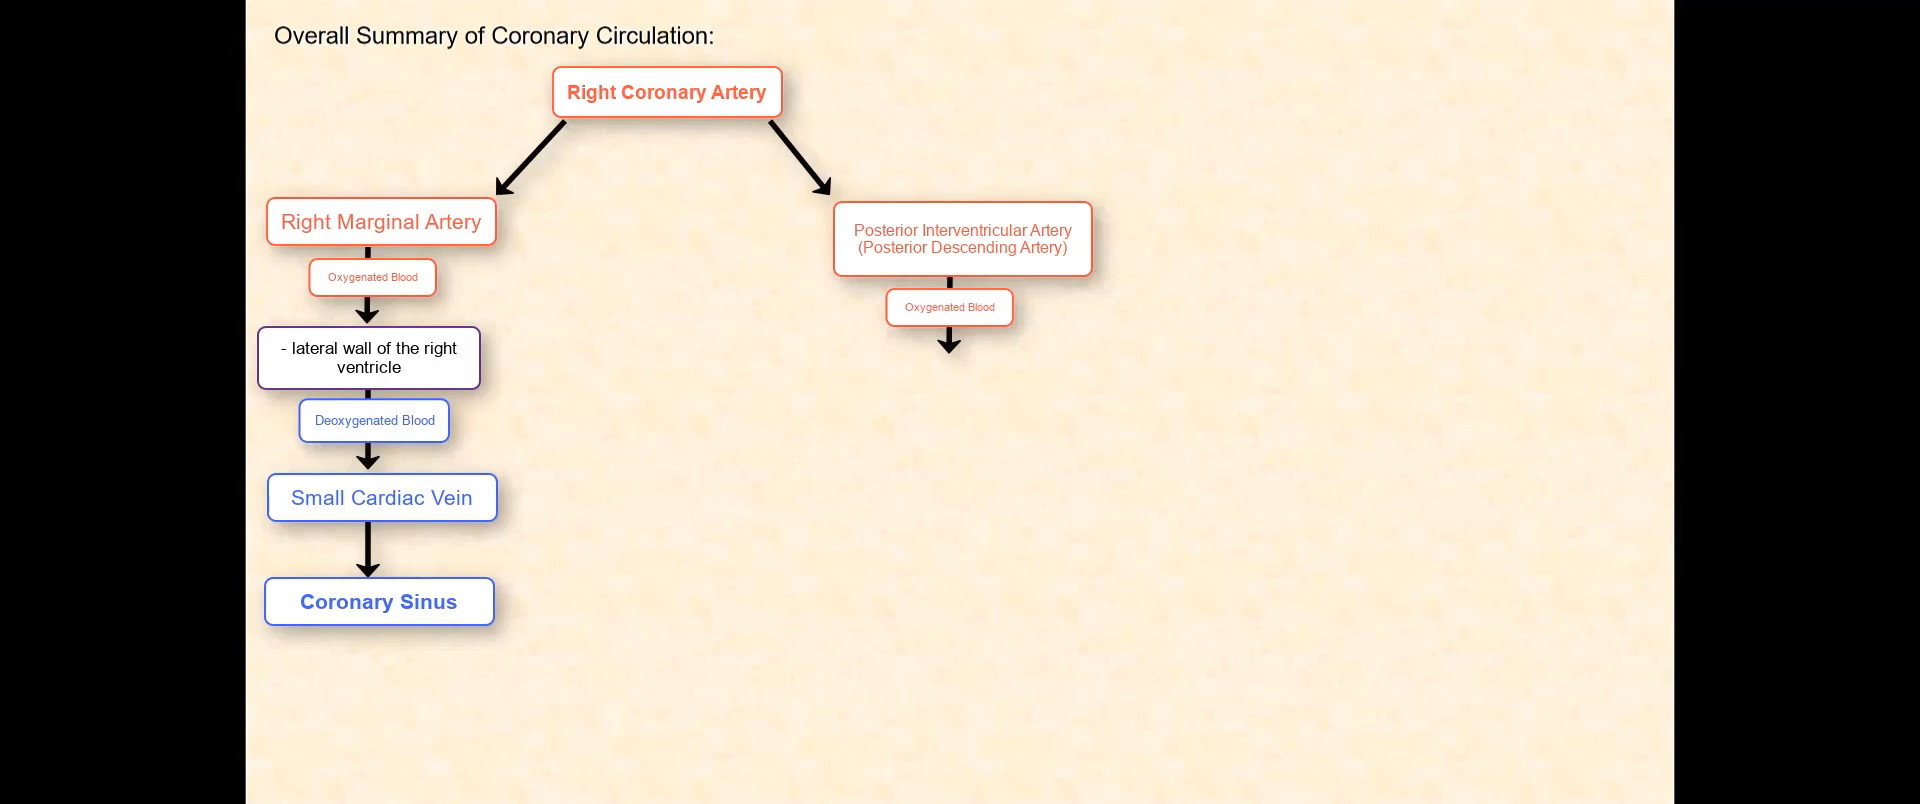 Overall Summary of Coronary Circulation:
Right Coronary Artery
Right Marginal Artery
Oxygenated Blood
- lateral wall of the right
ventricle
Deoxygenated Blood
Small Cardiac Vein
Coronary Sinus
Posterior Interventricular Artery
(Posterior Descending Artery)
Oxygenated Blood